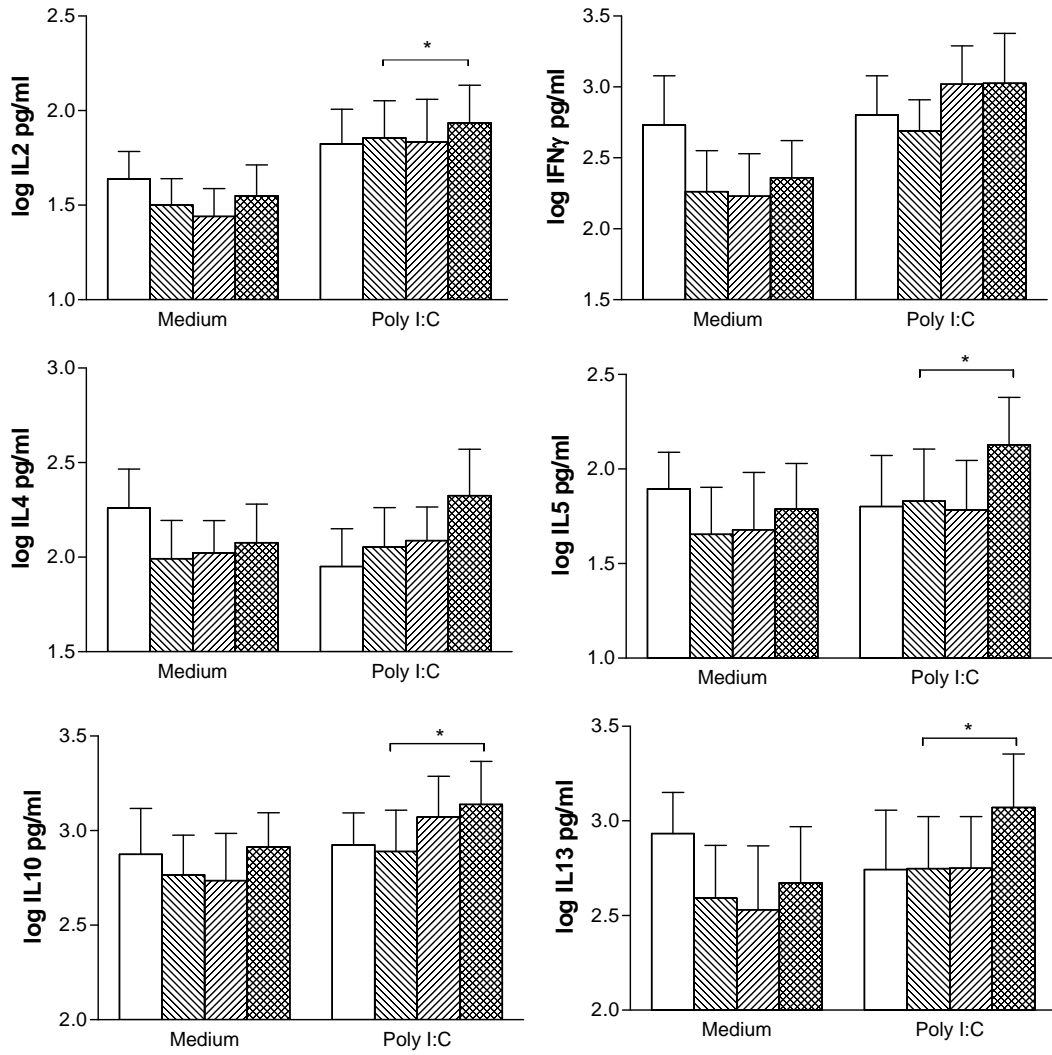 log IL2 pg/ml
2.5
2.0
1.5
1.0
*
Medium
Poly I:C
log IFNγ pg/ml
3.5
3.0
2.5
2.0
1.5
Medium
Poly I:C
log IL4 pg/ml
3.0
2.5
2.0
1.5
Medium
Poly I:C
log IL5 pg/ml
2.5
2.0
1.5
1.0
*
Medium
Poly I:C
log IL10 pg/ml
3.5
3.0
2.5
2.0
*
Medium
Poly I:C
log IL13 pg/ml
3.5
3.0
2.5
2.0
*
Medium
Poly I:C